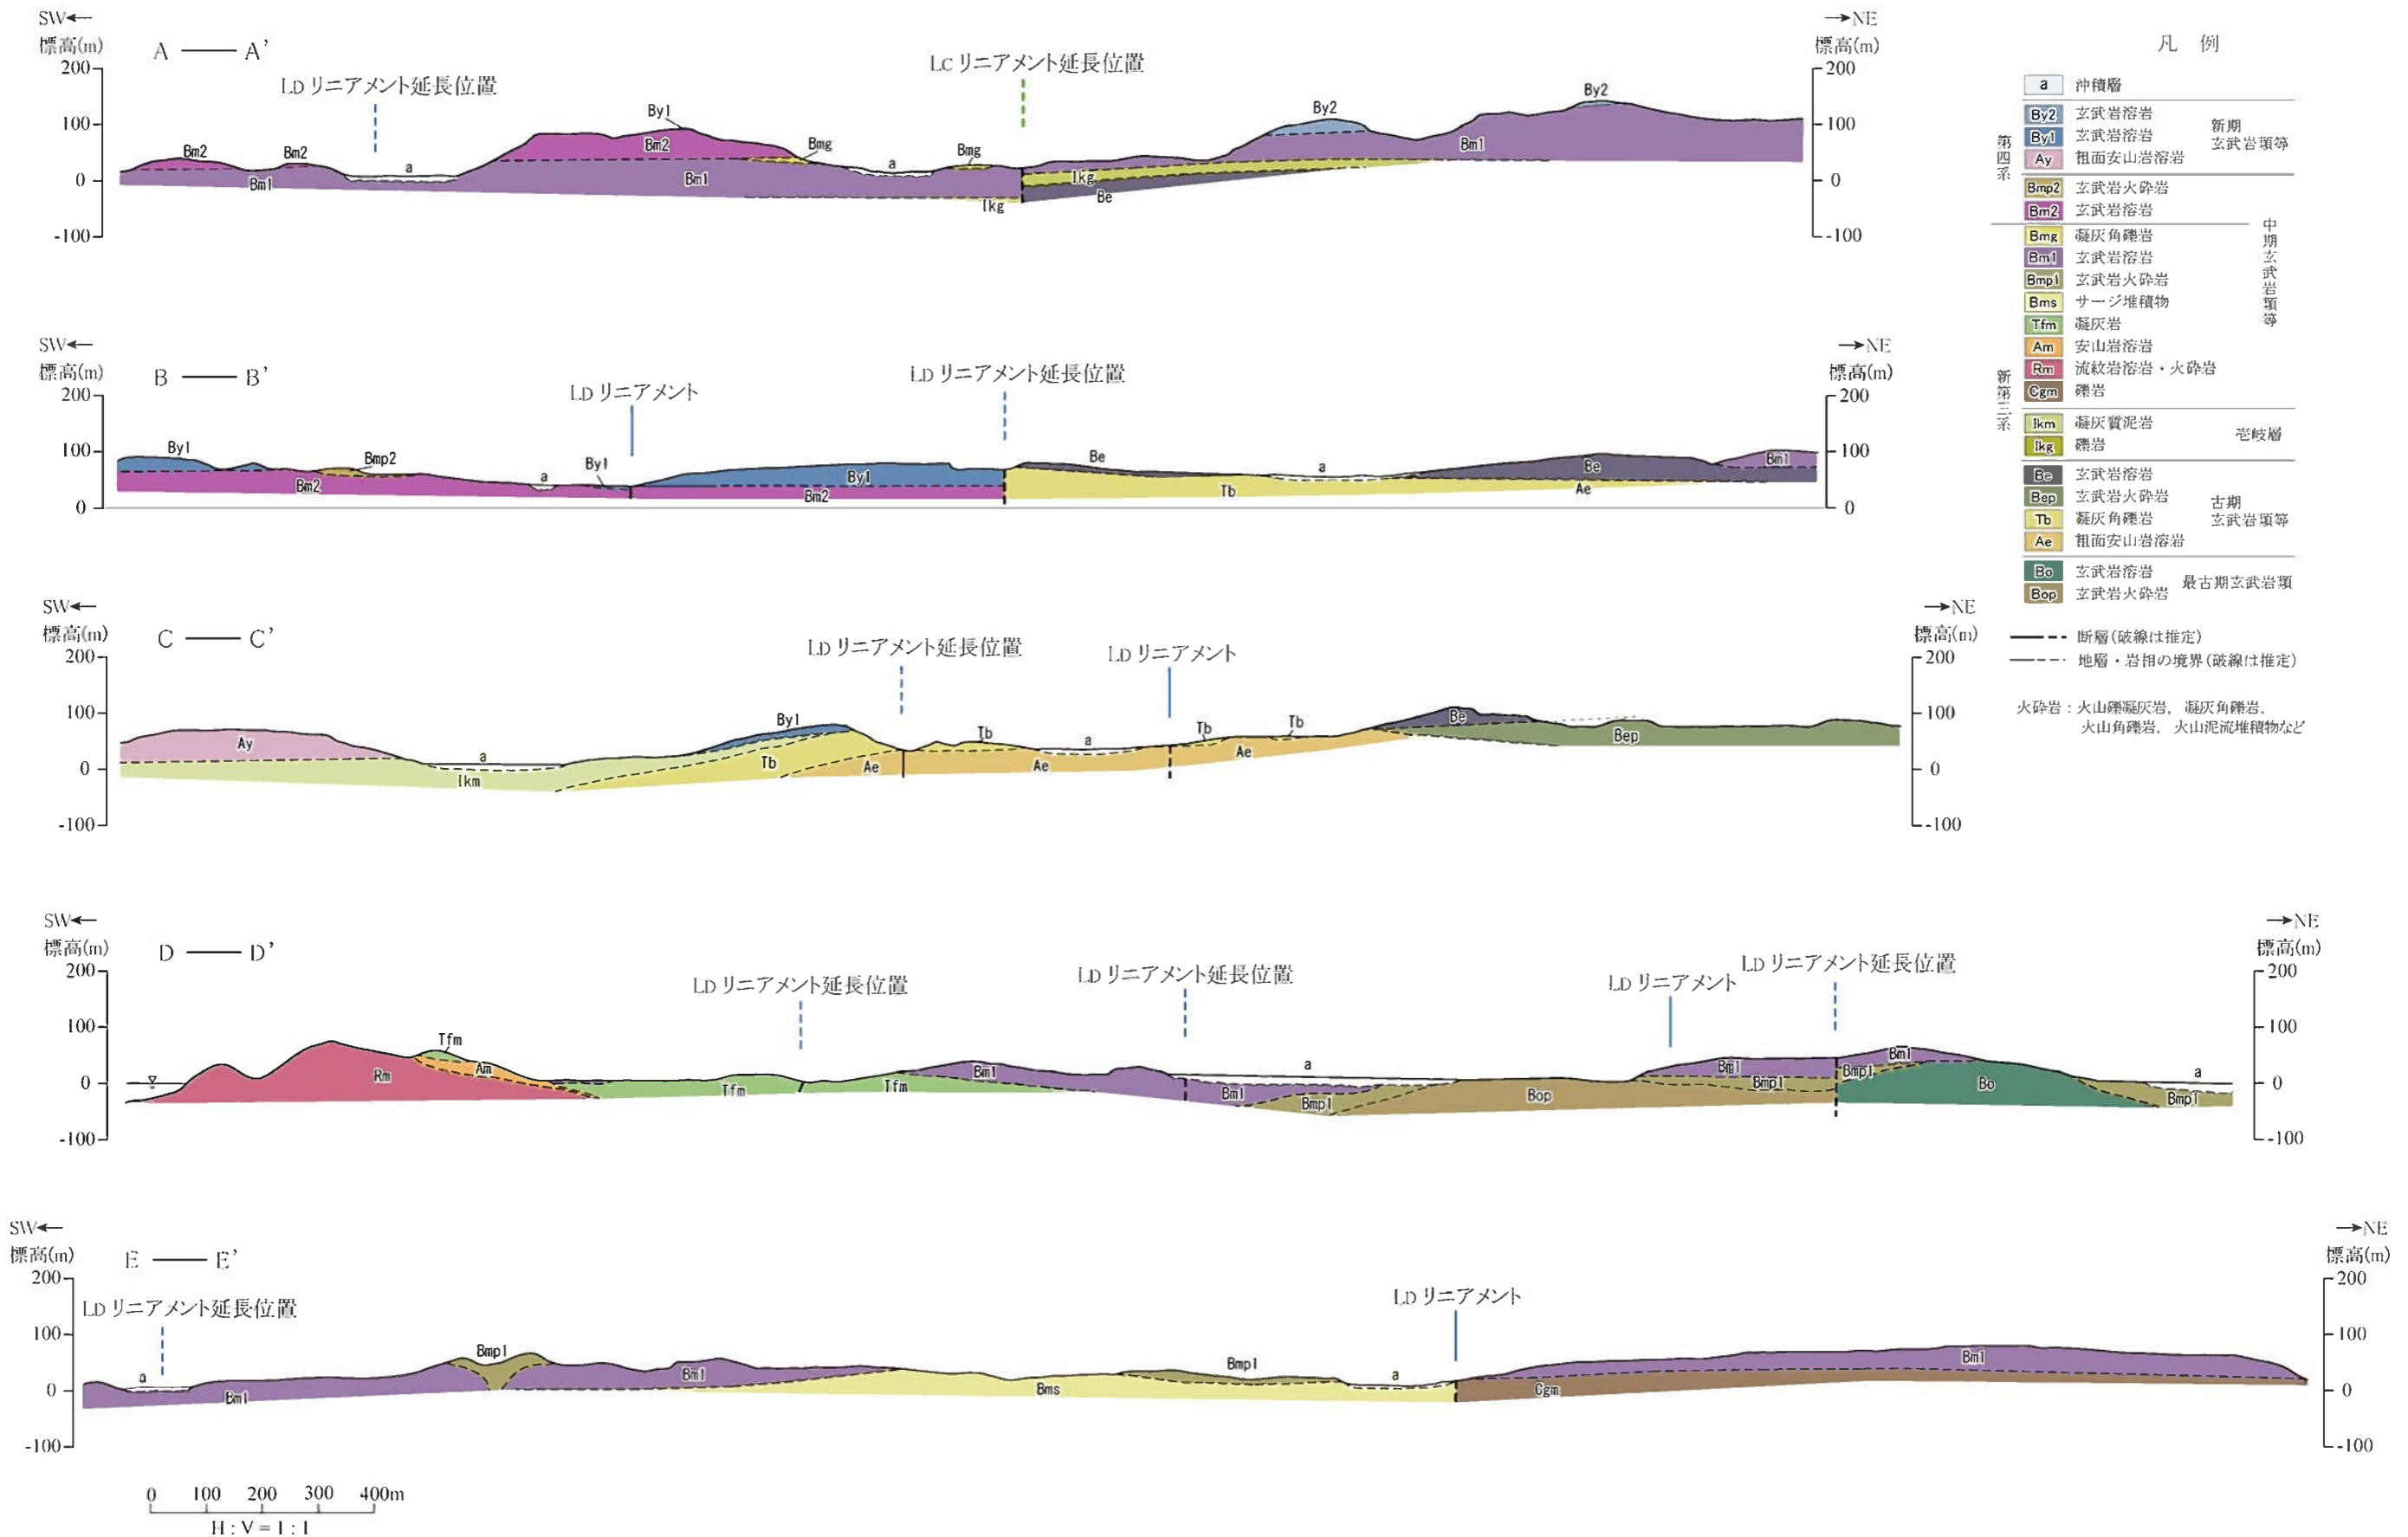 SW←
→NE
標高(m)
標高(m)
A —— A’
LD リニアメント延長位置
LC リニアメント延長位置
200
100
0
-100
200
100
0
-100
Bm2
Bm2
Bm1
a
By1
Bm2
Bm1
Bmg
a
Bmg
Ikg
Ikg
Be
By2
Bm1
By2
SW←
→NE
標高(m)
標高(m)
B —— B’
LD リニアメント
LD リニアメント延長位置
200
100
0
200
100
0
By1
Bmp2
Bm2
a
By1
By1
Bm2
Be
Tb
a
Be
Ae
Bm1
SW←
→NE
標高(m)
標高(m)
C —— C’
LD リニアメント延長位置
LD リニアメント
200
100
0
-100
200
100
0
-100
Ay
a
Ikm
By1
Tb
Ae
Tb
a
Ae
Tb
Tb
Ae
Be
Bep
SW←
→NE
標高(m)
標高(m)
D —— D’
LD リニアメント延長位置
LD リニアメント延長位置
LD リニアメント
LD リニアメント延長位置
200
100
0
-100
200
100
0
-100
Rm
Tfm
Am
Tfm
Tfm
Bm1
Bm1
a
Bmp1
Bop
Bm1
Bmp1
Bmp1
Bm1
Bo
Bmp1
a
SW←
→NE
標高(m)
標高(m)
E —— E’
LD リニアメント延長位置
LD リニアメント
200
100
0
-100
200
100
0
-100
a
Bm1
Bmp1
Bm1
Bms
Bmp1
a
Cgm
Bm1
0 100 200 300 400m
H : V = 1 : 1
凡 例
a 沖積層
By2 玄武岩溶岩
By1 玄武岩溶岩
Ay 粗面安山岩溶岩
新期
玄武岩類等
第四系
Bmp2 玄武岩火砕岩
Bm2 玄武岩溶岩
Bmg 凝灰角礫岩
Bm1 玄武岩溶岩
Bmp1 玄武岩火砕岩
Bms サージ堆積物
Tfm 凝灰岩
Am 安山岩溶岩
Rm 流紋岩溶岩・火砕岩
Cgm 礫岩
中期玄武岩類等
新第三系
Ikm 凝灰質泥岩
Ikg 礫岩
壱岐層
Be 玄武岩溶岩
Bep 玄武岩火砕岩
Tb 凝灰角礫岩
Ae 粗面安山岩溶岩
古期
玄武岩類等
Bo 玄武岩溶岩
Bop 玄武岩火砕岩
最古期玄武岩類
断層(破線は推定)
地層・岩相の境界(破線は推定)
火砕岩：火山礫凝灰岩，凝灰角礫岩，
火山角礫岩，火山泥流堆積物など